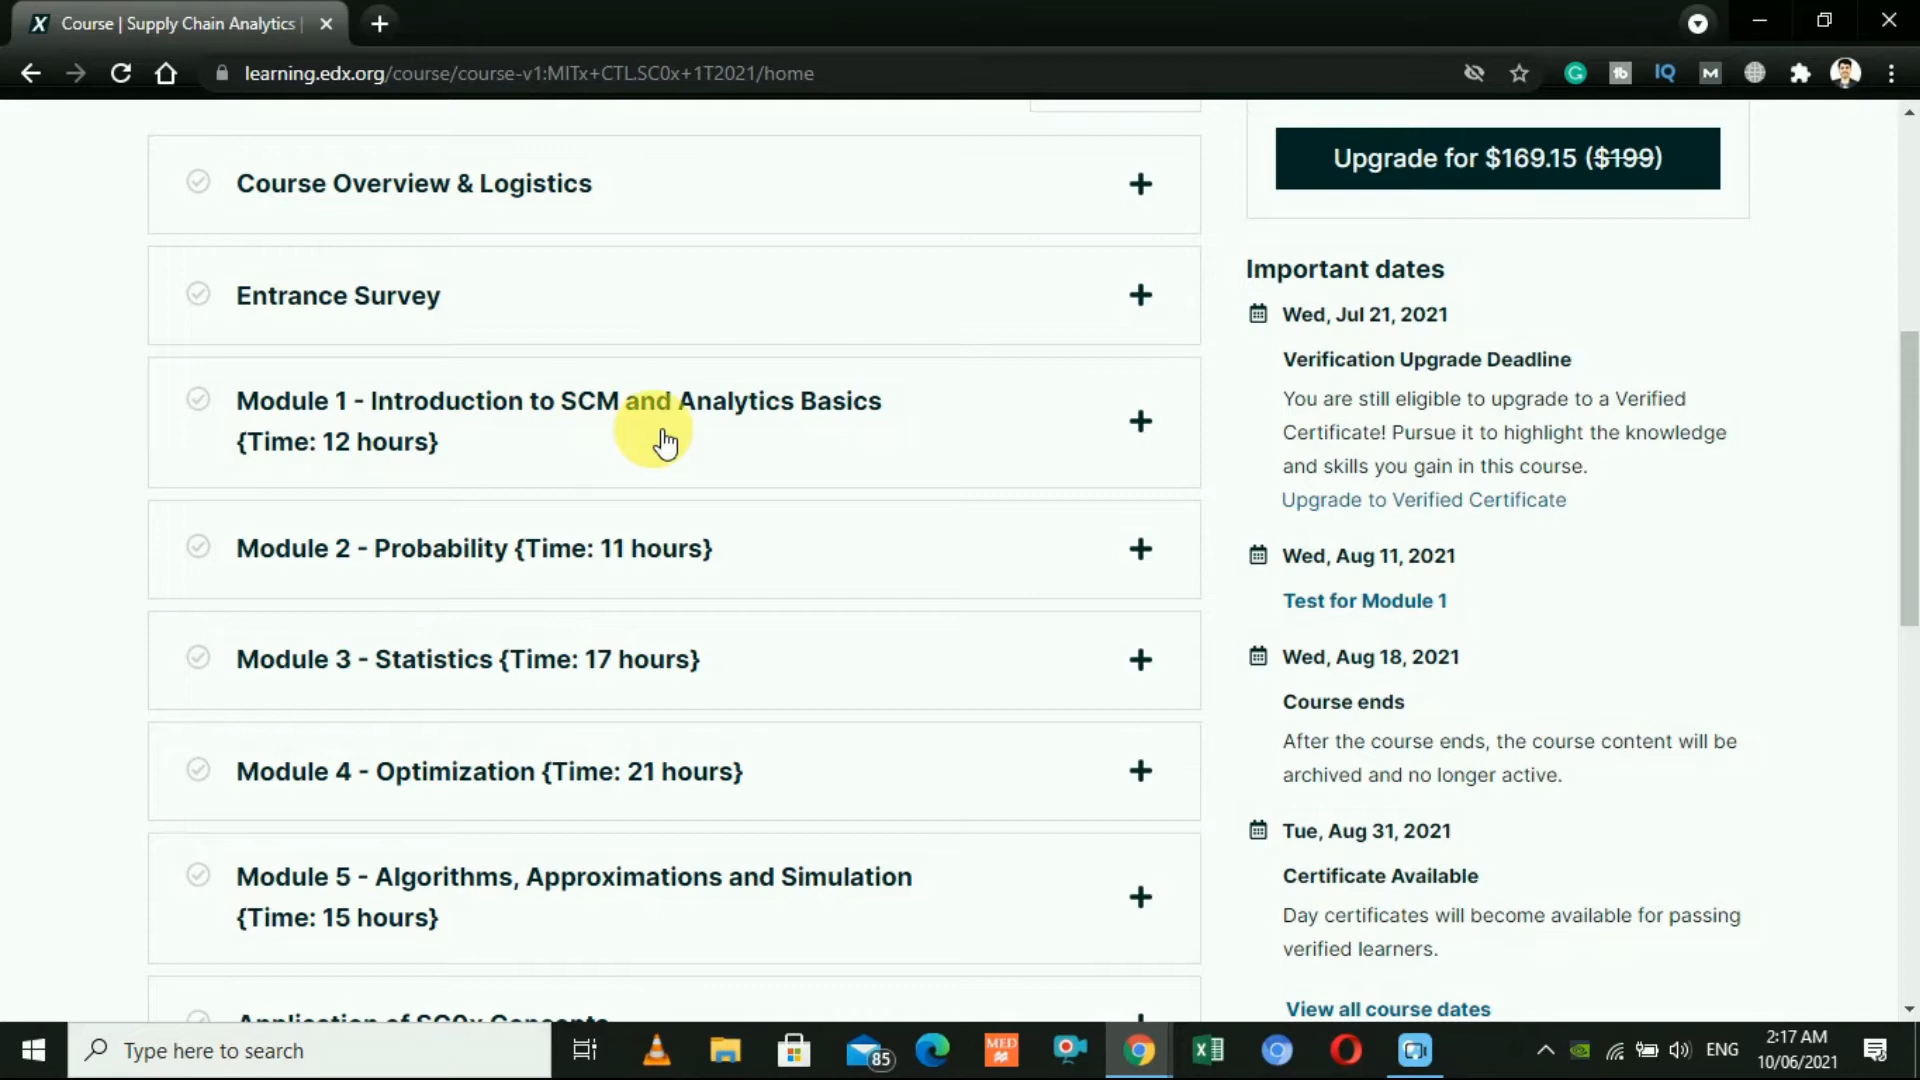 Course | Supply Chain Analytics |
learning.edx.org/course/course-v1:MITx+CTL.SC0x+1T2021/home
Course Overview & Logistics
Entrance Survey
Module 1 - Introduction to SCM and Analytics Basics
{Time: 12 hours}
Module 2 - Probability {Time: 11 hours}
Module 3 - Statistics {Time: 17 hours}
Module 4 - Optimization {Time: 21 hours}
Module 5 - Algorithms, Approximations and Simulation
{Time: 15 hours}
Application of SC0x Concepts
Upgrade for $169.15 ($199)
Important dates
Wed, Jul 21, 2021
Verification Upgrade Deadline
You are still eligible to upgrade to a Verified
Certificate! Pursue it to highlight the knowledge
and skills you gain in this course.
Upgrade to Verified Certificate
Wed, Aug 11, 2021
Test for Module 1
Wed, Aug 18, 2021
Course ends
After the course ends, the course content will be
archived and no longer active.
Tue, Aug 31, 2021
Certificate Available
Day certificates will become available for passing
verified learners.
View all course dates
Type here to search
85
MED
ENG
2:17 AM
10/06/2021